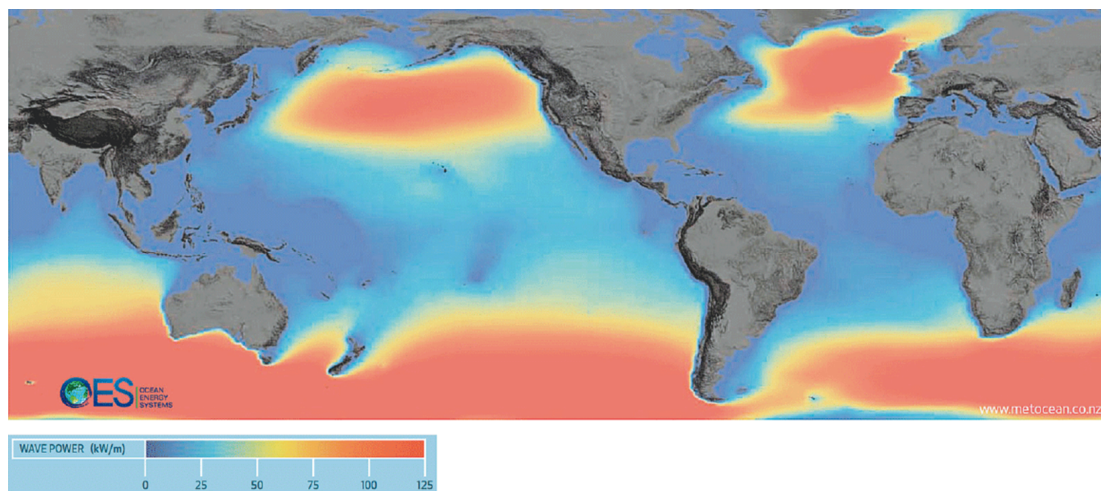 OES
OCEAN
ENERGY
SYSTEMS
www.metocean.co.nz
WAVE POWER (kW/m)
0 25 50 75 100 125